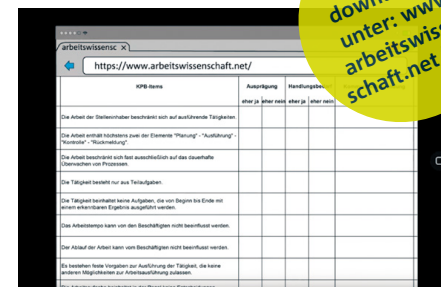 down
unter: www
arbeitswiss
schaft.net
arbeitswissensc x
https://www.arbeitswissenschaft.net/
KPB-Items
Ausprägung
eher ja eher nein eher ja eher nein
Die Arbeit der Stelleninhaber beschränkt sich auf ausführende Tätigkeiten.
Die Arbeit enthält höchstens zwei der Elemente "Planung" - "Ausführung" -
"Kontrolle" - "Rückmeldung".
Die Arbeit beschränkt sich fast ausschließlich auf das dauerhafte
Überwachen von Prozessen.
Die Tätigkeit besteht nur aus Teilaufgaben.
Die Tätigkeit beinhaltet keine Aufgaben, die von Beginn bis Ende mit
einem erkennbaren Ergebnis ausgeführt werden.
Das Arbeitstempo kann von den Beschäftigten nicht beeinflusst werden.
Der Ablauf der Arbeit kann vom Beschäftigten nicht beeinflusst werden.
Es bestehen feste Vorgaben zur Ausführung der Tätigkeit, die keine
anderen Möglichkeiten zur Arbeitsausführung zulassen.